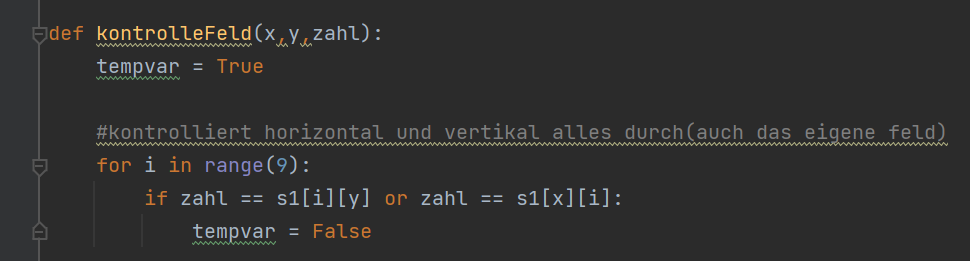 def kontrolleFeld(x,y,zahl):
tempvar = True
#kontrolliert horizontal und vertikal alles durch(auch das eigene feld)
for i in range(9):
if zahl == s1[i][y] or zahl == s1[x][i]:
tempvar = False